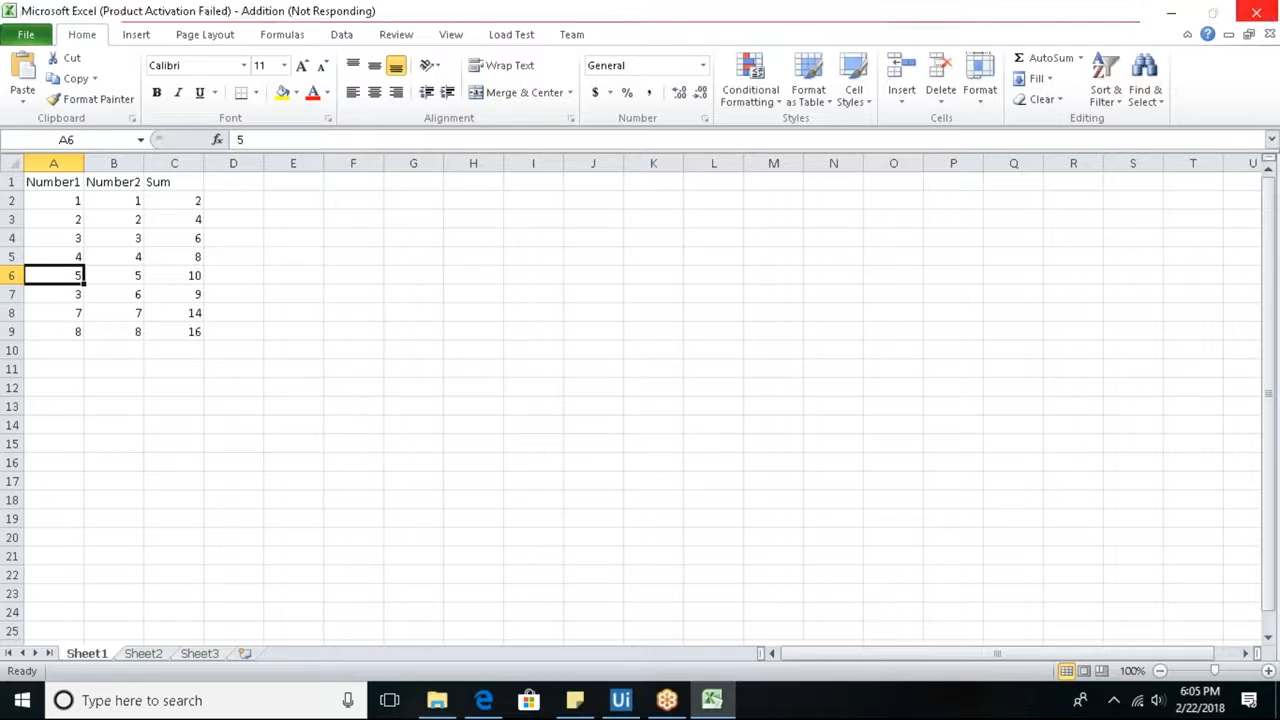 Microsoft Excel (Product Activation Failed) - Addition (Not Responding)
File Home Insert Page Layout Formulas Data Review View Load Test Team
Cut
Copy
Format Painter
Paste
Clipboard
Calibri 11
B I U
Font
Wrap Text
Merge & Center
Alignment
General
$ % ,
Number
Conditional Formatting
Format as Table
Cell Styles
Styles
Insert Delete Format
Cells
Σ AutoSum
Fill
Clear
Sort & Filter
Find & Select
Editing
A6 fx 5
A B C D E F G H I J K L M N O P Q R S T U
1 Number1 Number2 Sum
2 1 1 2
3 2 2 4
4 3 3 6
5 4 4 8
6 5 5 10
7 3 6 9
8 7 7 14
9 8 8 16
10
11
12
13
14
15
16
17
18
19
20
21
22
23
24
25
Sheet1 Sheet2 Sheet3
Ready 100%
Type here to search
Ui
6:05 PM
2/22/2018